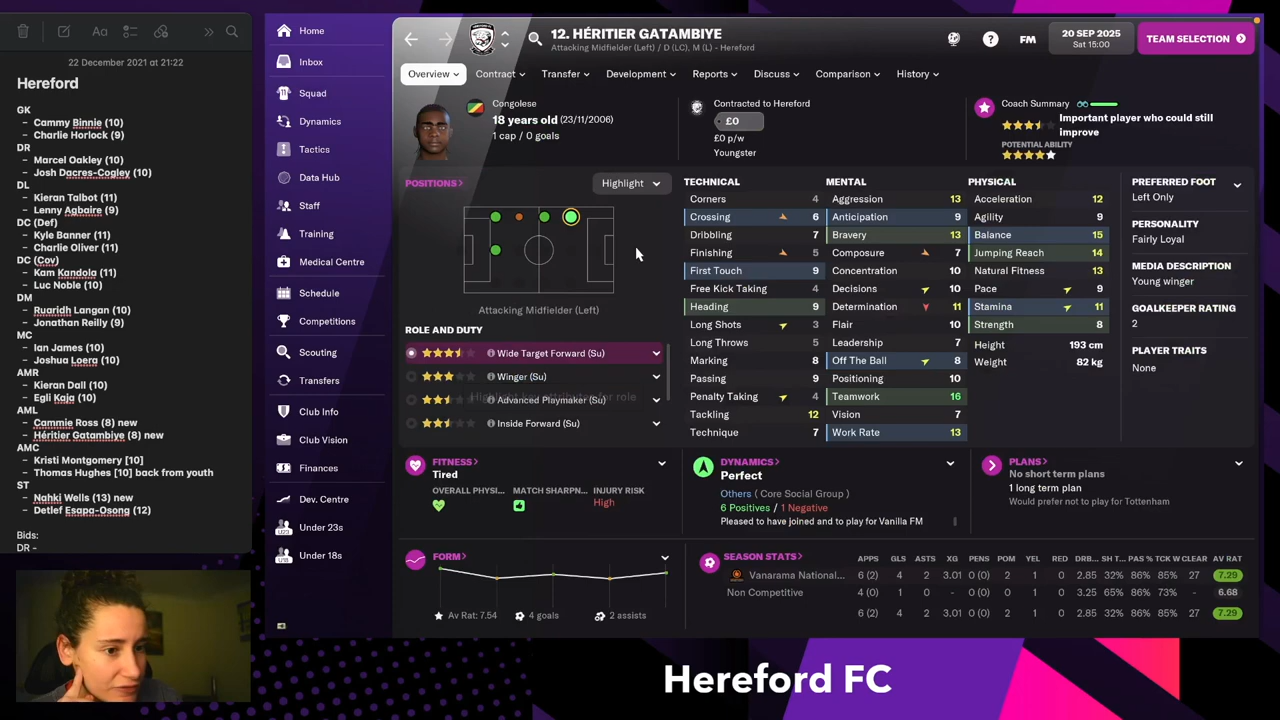 22 December 2021 at 21:22
Hereford
GK
– Cammy Binnie (10)
– Charlie Horlock (9)
DR
– Marcel Oakley (10)
– Josh Dacres-Cogley (10)
DL
– Kieran Talbot (11)
– Lenny Agbaire (9)
DC (Def)
– Kyle Banner (11)
– Charlie Oliver (11)
DC (Cov)
– Kam Kandola (11)
– Luc Noble (10)
DM
– Ruaridh Langan (10)
– Jonathan Reilly (9)
MC
– Ian James (10)
– Joshua Loera (10)
AMR
– Kieran Dall (10)
– Egli Kaja (10)
AML
– Cammie Ross (8) new
– Héritier Gatambiye (8) new
AMC
– Kristi Montgomery [10]
– Thomas Hughes [10] back from youth
ST
– Nahki Wells (13) new
– Detlef Esapa-Osong (12)
Bids:
DR –
Home
Inbox
Squad
Dynamics
Tactics
Data Hub
Staff
Training
Medical Centre
Schedule
Competitions
Scouting
Transfers
Club Info
Club Vision
Finances
Dev. Centre
Under 23s
Under 18s
12. HÉRITIER GATAMBIYE
Attacking Midfielder (Left) / D (LC), M (L) - Hereford
FM
20 SEP 2025
Sat 15:00
TEAM SELECTION
Overview
Contract
Transfer
Development
Reports
Discuss
Comparison
History
Congolese
18 years old (23/11/2006)
1 cap / 0 goals
Contracted to Hereford
£0
£0 p/w
Youngster
Coach Summary
Important player who could still improve
POTENTIAL ABILITY
POSITIONS
Highlight
Attacking Midfielder (Left)
ROLE AND DUTY
Wide Target Forward (Su)
Winger (Su)
Advanced Playmaker (Su)
Inside Forward (Su)
Highlight key attributes for role
TECHNICAL
Corners 4
Crossing 6
Dribbling 7
Finishing 5
First Touch 9
Free Kick Taking 4
Heading 9
Long Shots 3
Long Throws 5
Marking 8
Passing 9
Penalty Taking 4
Tackling 12
Technique 7
MENTAL
Aggression 13
Anticipation 9
Bravery 13
Composure 7
Concentration 10
Decisions 10
Determination 11
Flair 10
Leadership 7
Off The Ball 8
Positioning 10
Teamwork 16
Vision 7
Work Rate 13
PHYSICAL
Acceleration 12
Agility 9
Balance 15
Jumping Reach 14
Natural Fitness 13
Pace 9
Stamina 11
Strength 8
Height 193 cm
Weight 82 kg
PREFERRED FOOT
Left Only
PERSONALITY
Fairly Loyal
MEDIA DESCRIPTION
Young winger
GOALKEEPER RATING
2
PLAYER TRAITS
None
FITNESS
Tired
OVERALL PHYSI... MATCH SHARPN... INJURY RISK
High
DYNAMICS
Perfect
Others ( Core Social Group )
6 Positives / 1 Negative
Pleased to have joined and to play for Vanilla FM
PLANS
No short term plans
1 long term plan
Would prefer not to play for Tottenham
FORM
Av Rat: 7.54 4 goals 2 assists
SEASON STATS APPS GLS ASTS XG PENS POM YEL RED DRB... SH T... PAS % TCK W CLEAR AV RAT
Vanarama National... 6 (2) 4 2 3.01 0 (0) 2 1 0 2.85 32% 86% 85% 27 7.29
Non Competitive 4 (0) 1 0 - 0 (0) 0 0 0 3.25 65% 86% 73% - 6.68
6 (2) 4 2 3.01 0 (0) 2 1 0 2.85 32% 86% 85% 27 7.29
Hereford FC